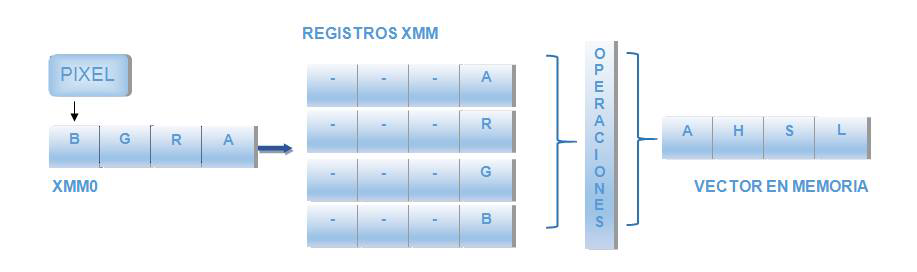 REGISTROS XMM
PIXEL
B G R A
XMM0
- - - A
- - - R
- - - G
- - - B
OPERACIONES
A H S L
VECTOR EN MEMORIA